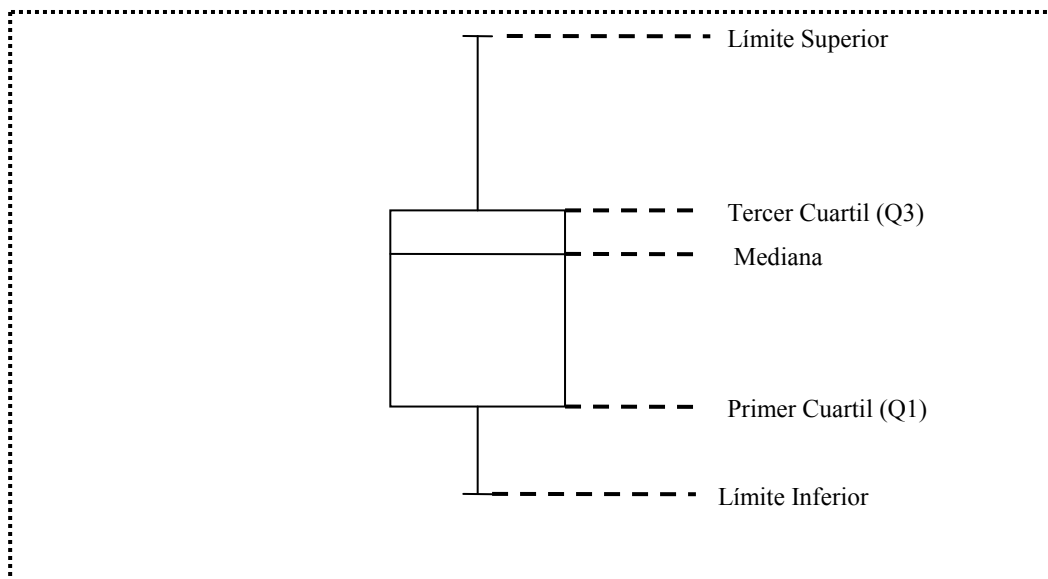 Límite Superior
Tercer Cuartil (Q3)
Mediana
Primer Cuartil (Q1)
Límite Inferior